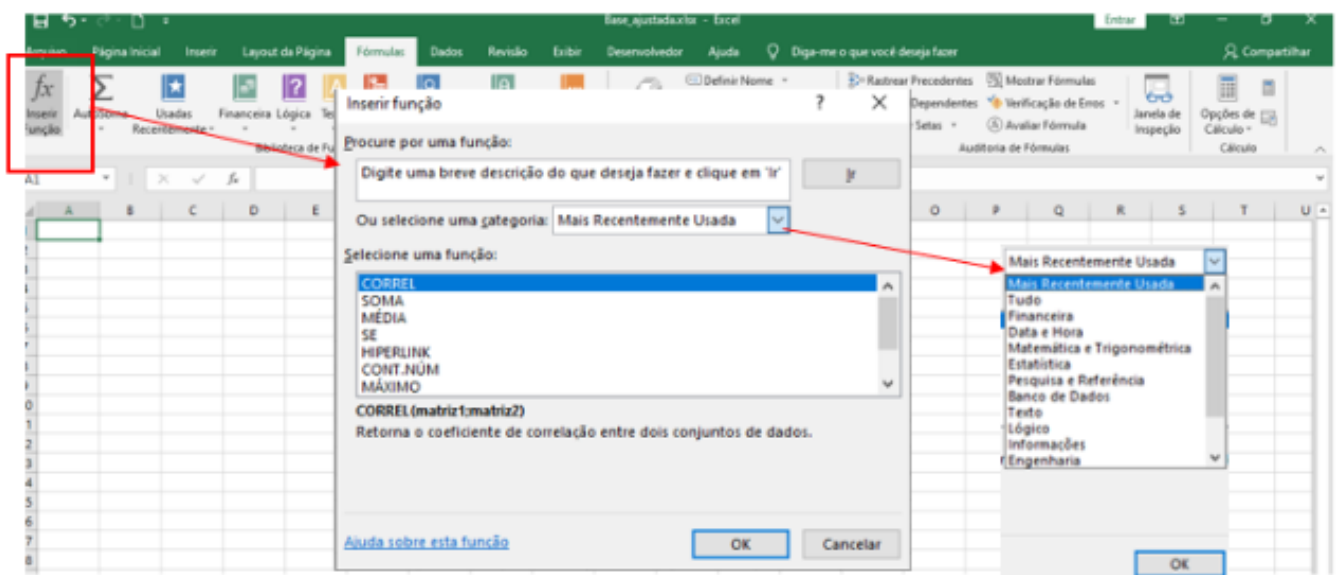 Base_ajustada.xlsx - Excel
Entrar
Arquivo Página Inicial Inserir Layout da Página Fórmulas Dados Revisão Exibir Desenvolvedor Ajuda Diga-me o que você deseja fazer
Compartilhar
fx
Inserir Função
Usadas Recentemente
Financeira
Lógica
Definir Nome
Rastrear Precedentes
Dependentes
Setas
Mostrar Fórmulas
Verificação de Erros
Avaliar Fórmula
Janela de Inspeção
Opções de Cálculo
Auditoria de Fórmulas
Cálculo
A1
fx
A B C D E O P Q R S T U
Inserir função
? X
Procure por uma função:
Digite uma breve descrição do que deseja fazer e clique em 'Ir'
Ir
Ou selecione uma categoria: Mais Recentemente Usada
Selecione uma função:
CORREL
SOMA
MÉDIA
SE
HIPERLINK
CONT.NÚM
MÁXIMO
CORREL(matriz1;matriz2)
Retorna o coeficiente de correlação entre dois conjuntos de dados.
Ajuda sobre esta função
OK
Cancelar
Mais Recentemente Usada
Mais Recentemente Usada
Tudo
Financeira
Data e Hora
Matemática e Trigonométrica
Estatística
Pesquisa e Referência
Banco de Dados
Texto
Lógico
Informações
Engenharia
OK